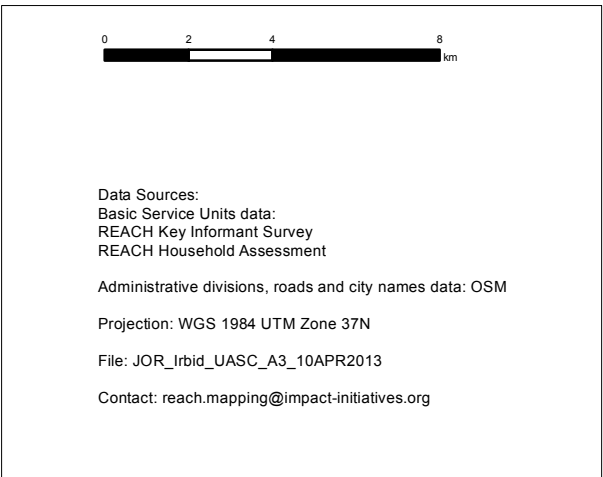 0 2 4 8
km
Data Sources:
Basic Service Units data:
REACH Key Informant Survey
REACH Household Assessment
Administrative divisions, roads and city names data: OSM
Projection: WGS 1984 UTM Zone 37N
File: JOR_Irbid_UASC_A3_10APR2013
Contact: reach.mapping@impact-initiatives.org